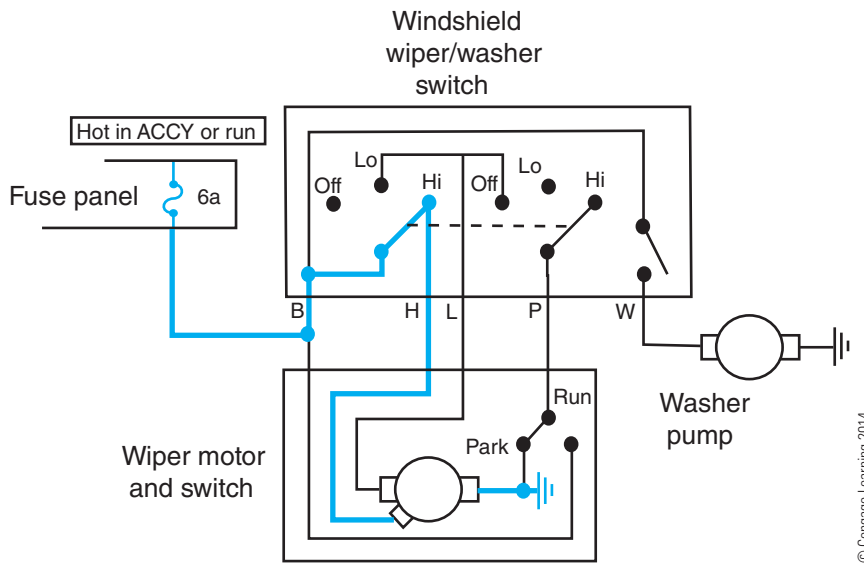 Windshield
wiper/washer
switch
Hot in ACCY or run
Fuse panel
6a
Off
Lo
Hi
Off
Lo
Hi
B
H
L
P
W
Wiper motor
and switch
Park
Run
Washer
pump
© Cengage Learning 2014